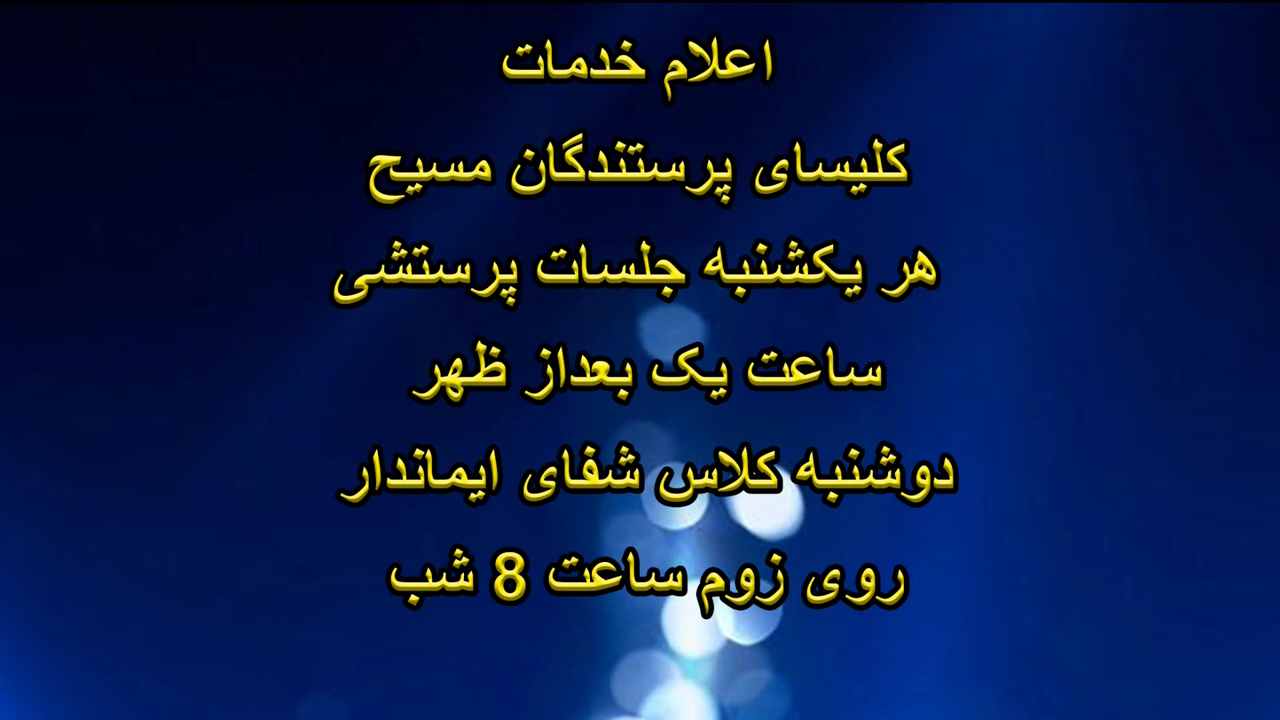 اعلام خدمات
کلیسای پرستندگان مسیح
هر یکشنبه جلسات پرستشی
ساعت یک بعداز ظهر
دوشنبه کلاس شفای ایماندار
روی زوم ساعت 8 شب